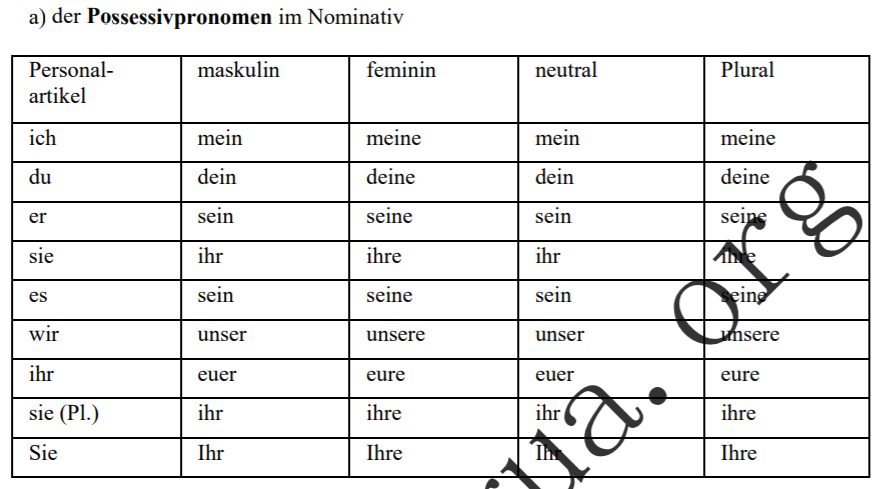 a) der Possessivpronomen im Nominativ
Personal- maskulin feminin neutral Plural
artikel
ich mein meine mein meine
du dein deine dein deine
er sein seine sein seine
sie ihr ihre ihr ihre
es sein seine sein seine
wir unser unsere unser unsere
ihr euer eure euer eure
sie (Pl.) ihr ihre ihr ihre
Sie Ihr Ihre Ihr Ihre
rua.org